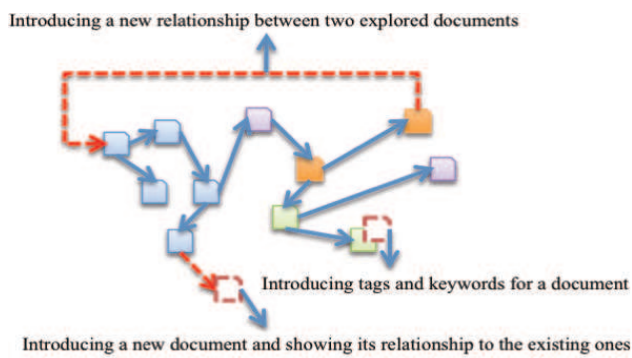 Introducing a new relationship between two explored documents
Introducing tags and keywords for a document
Introducing a new document and showing its relationship to the existing ones